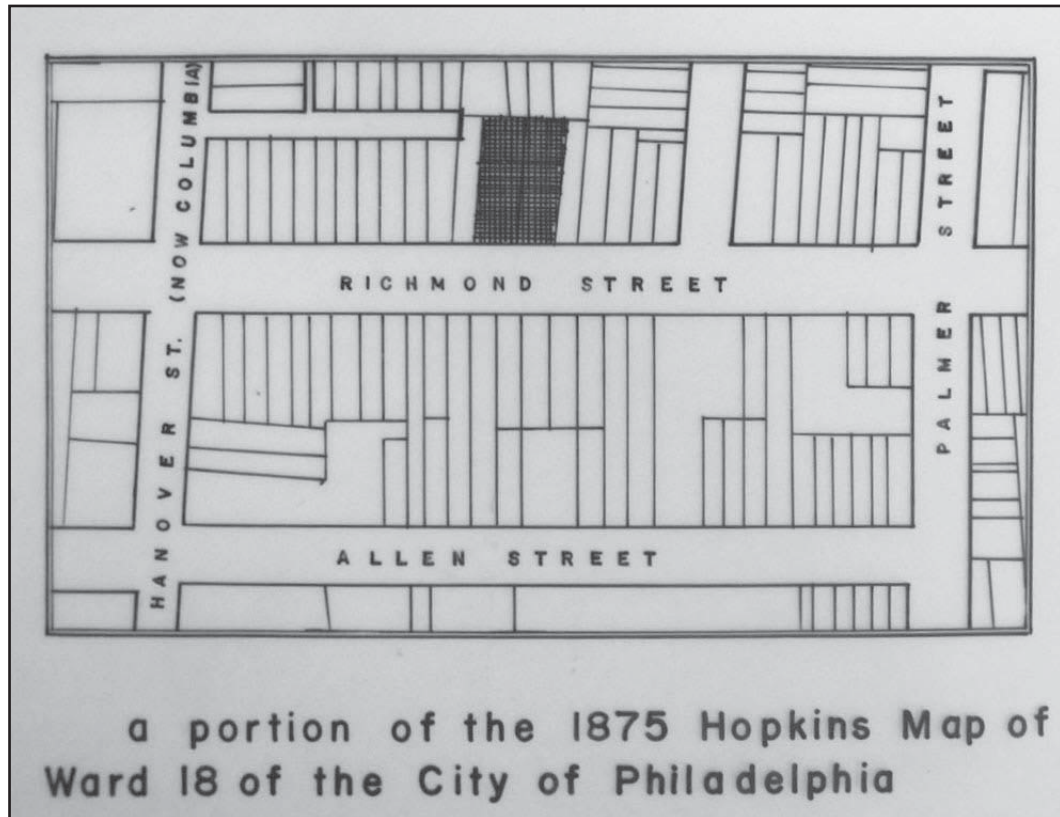 HANOVER ST. (NOW COLUMBIA)
RICHMOND STREET
PALMER STREET
ALLEN STREET
a portion of the 1875 Hopkins Map of
Ward 18 of the City of Philadelphia